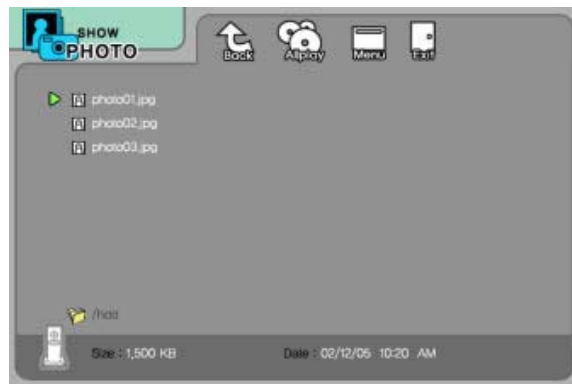 SHOW
PHOTO
Back Allplay Menu Exit
photo01.jpg
photo02.jpg
photo03.jpg
Size : 1,500 KB Date : 02/12/05 10:20 AM